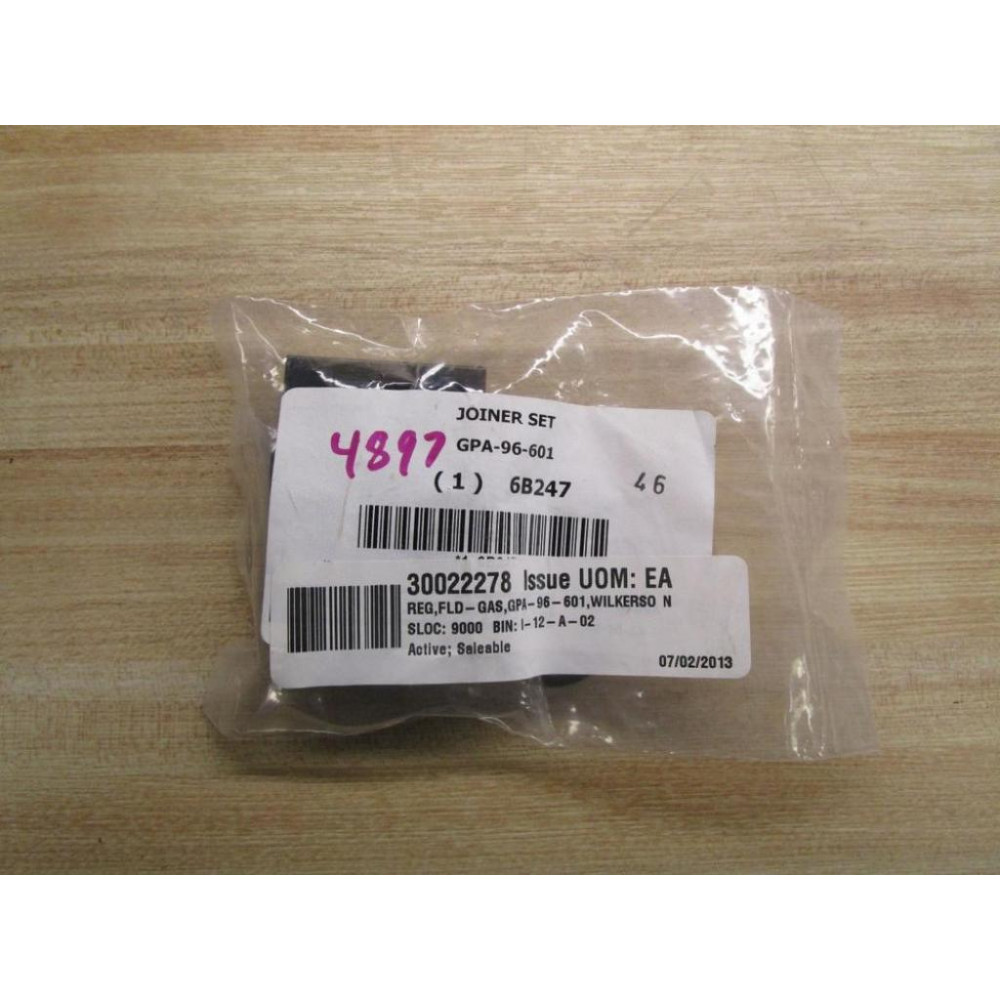 JOINER SET
4897 GPA-96-601
(1) 6B247 46
30022278 Issue UOM: EA
REG,FLD-GAS,GPA-96-601,WILKERSO N
SLOC: 9000 BIN: I-12-A-02
Active; Saleable
07/02/2013